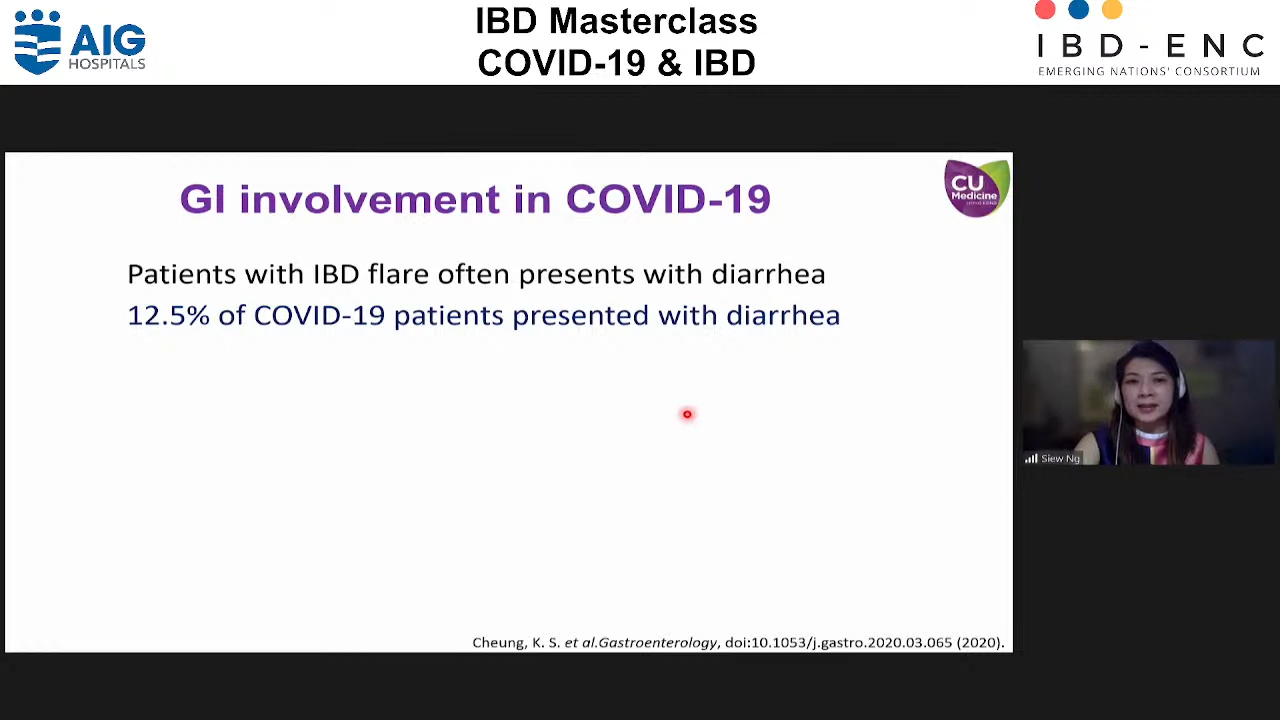 AIG
HOSPITALS
IBD Masterclass
COVID-19 & IBD
IBD-ENC
EMERGING NATIONS' CONSORTIUM
GI involvement in COVID-19
CU
Medicine
Patients with IBD flare often presents with diarrhea
12.5% of COVID-19 patients presented with diarrhea
Siew Ng
Cheung, K. S. et al.Gastroenterology, doi:10.1053/j.gastro.2020.03.065 (2020).